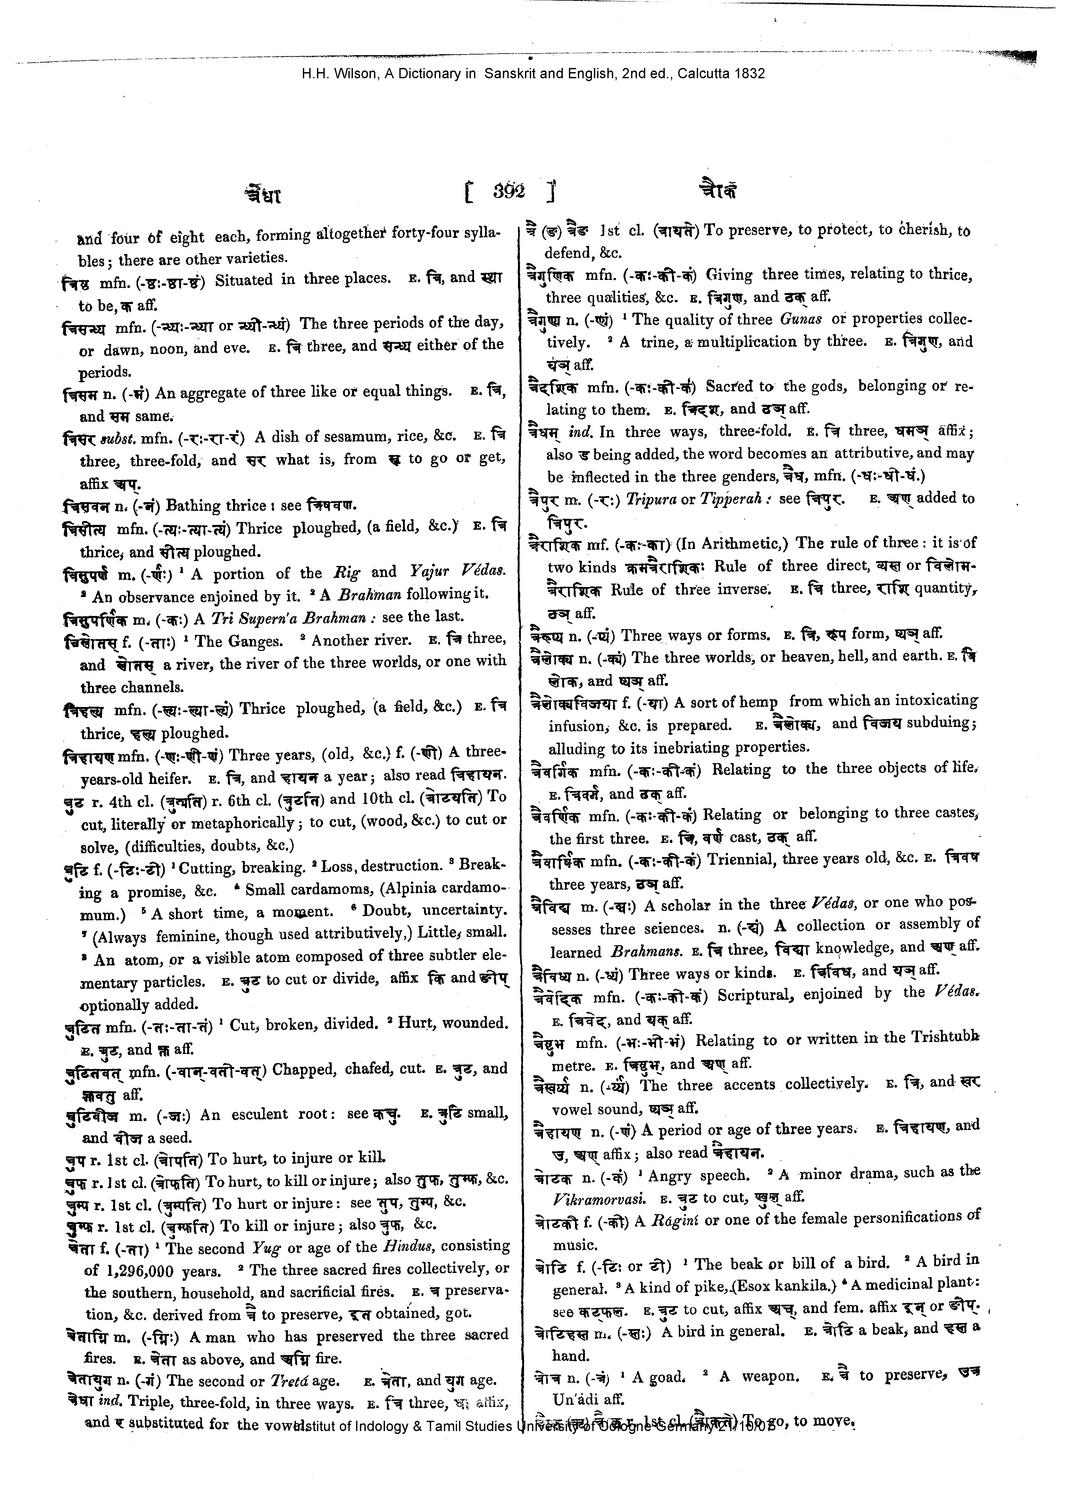 H.H. Wilson, A Dictionary in Sanskrit and English, 2nd ed., Calcutta 1832
त्रेधा [ 392 ] त्रौक
and four of eight each, forming altogether forty-four sylla-
bles ; there are other varieties.
त्रिष्ठ mfn. (-ष्ठः-ष्ठा-ष्ठं) Situated in three places. E. त्रि, and स्था
to be, क aff.
त्रिसन्ध्य mfn. (-न्ध्यः-न्ध्या or न्ध्यी-न्ध्यं) The three periods of the day,
or dawn, noon, and eve. E. त्रि three, and सन्ध्य either of the
periods.
त्रिसम n. (-मं) An aggregate of three like or equal things. E. त्रि,
and सम same.
त्रिसर subst. mfn. (-रः-रा-रं) A dish of sesamum, rice, &c. E. त्रि
three, three-fold, and सर what is, from सृ to go or get,
affix अप्.
त्रिसवन n. (-नं) Bathing thrice : see त्रिषवण.
त्रिसीत्य mfn. (-त्यः-त्या-त्यं) Thrice ploughed, (a field, &c.) E. त्रि
thrice, and सीत्य ploughed.
त्रिसुपर्ण m. (-र्णः) ¹ A portion of the Rig and Yajur Védas.
² An observance enjoined by it. ³ A Brahman following it.
त्रिसुपर्णिक m. (-कः) A Tri Supern'a Brahman : see the last.
त्रिस्रोतस् f. (-ताः) ¹ The Ganges. ² Another river. E. त्रि three,
and स्रोतस् a river, the river of the three worlds, or one with
three channels.
त्रिहल्य mfn. (-ल्यः-ल्या-ल्यं) Thrice ploughed, (a field, &c.) E. त्रि
thrice, हल्य ploughed.
त्रिहायण mfn. (-णः-णी-णं) Three years, (old, &c.) f. (-णी) A three-
years-old heifer. E. त्रि, and हायन a year ; also read त्रिहायन.
त्रुट r. 4th cl. (त्रुट्यति) r. 6th cl. (त्रुटति) and 10th cl. (त्रोटयति) To
cut, literally or metaphorically ; to cut, (wood, &c.) to cut or
solve, (difficulties, doubts, &c.)
त्रुटि f. (-टिः-टी) ¹ Cutting, breaking. ² Loss, destruction. ³ Break-
ing a promise, &c. ⁴ Small cardamoms, (Alpinia cardamo-
mum.) ⁵ A short time, a moment. ⁶ Doubt, uncertainty.
⁷ (Always feminine, though used attributively,) Little, small.
⁸ An atom, or a visible atom composed of three subtler ele-
mentary particles. E. त्रुट to cut or divide, affix कि and ङीप्
optionally added.
त्रुटित mfn. (-तः-ता-तं) ¹ Cut, broken, divided. ² Hurt, wounded.
E. त्रुट, and क्त aff.
त्रुटितवत् mfn. (-वान्-वती-वत्) Chapped, chafed, cut. E. त्रुट, and
क्तवतु aff.
त्रुटिवीज m. (-जः) An esculent root : see कचु. E. त्रुटि small,
and वीज a seed.
त्रुप r. 1st cl. (त्रोपति) To hurt, to injure or kill.
त्रुफ r. 1st cl. (त्रोफति) To hurt, to kill or injure ; also तुफ, तुम्फ, &c.
त्रुम्प r. 1st cl. (त्रुम्पति) To hurt or injure : see तुप, तुम्प, &c.
त्रुम्फ r. 1st cl. (त्रुम्फति) To kill or injure ; also त्रुफ, &c.
त्रेता f. (-ता) ¹ The second Yug or age of the Hindus, consisting
of 1,296,000 years. ² The three sacred fires collectively, or
the southern, household, and sacrificial fires. E. त्र preserva-
tion, &c. derived from त्रै to preserve, इत obtained, got.
त्रेताग्नि m. (-ग्निः) A man who has preserved the three sacred
fires. E. त्रेता as above, and अग्नि fire.
त्रेतायुग n. (-गं) The second or Tretá age. E. त्रेता, and युग age.
त्रेधा ind. Triple, three-fold, in three ways. E. त्रि three, धा affix,
and ए substituted for the vowel.
त्रै (ङ) त्रैङ 1st cl. (त्रायते) To preserve, to protect, to cherish, to
defend, &c.
त्रैगुणिक mfn. (-कः-की-कं) Giving three times, relating to thrice,
three qualities, &c. E. त्रिगुण, and ठक् aff.
त्रैगुण्य n. (-ण्यं) ¹ The quality of three Gunas or properties collec-
tively. ² A trine, a multiplication by three. E. त्रिगुण, and
ष्यञ् aff.
त्रैदशिक mfn. (-कः-की-कं) Sacred to the gods, belonging or re-
lating to them. E. त्रिदश, and ठञ् aff.
त्रैधम् ind. In three ways, three-fold. E. त्रि three, धमञ् affix ;
also ड being added, the word becomes an attributive, and may
be inflected in the three genders, त्रैध, mfn. (-धः-धी-धं.)
त्रैपुर m. (-रः) Tripura or Tipperah : see त्रिपुर. E. अण् added to
त्रिपुर.
त्रैराशिक mf. (-कः-का) (In Arithmetic,) The rule of three : it is of
two kinds क्रमत्रैराशिकः Rule of three direct, व्यस्त or विलोम-
त्रैराशिक Rule of three inverse. E. त्रि three, राशि quantity,
ठञ् aff.
त्रैरूप्य n. (-प्यं) Three ways or forms. E. त्रि, रूप form, ष्यञ् aff.
त्रैलोक्य n. (-क्यं) The three worlds, or heaven, hell, and earth. E. त्रि
लोक, and ष्यञ् aff.
त्रैलोक्यविजया f. (-या) A sort of hemp from which an intoxicating
infusion, &c. is prepared. E. त्रैलोक्य, and विजय subduing ;
alluding to its inebriating properties.
त्रैवर्गिक mfn. (-कः-की-कं) Relating to the three objects of life.
E. त्रिवर्ग, and ठक् aff.
त्रैवर्णिक mfn. (-कः-की-कं) Relating or belonging to three castes,
the first three. E. त्रि, वर्ण cast, ठक् aff.
त्रैवार्षिक mfn. (-कः-की-कं) Triennial, three years old, &c. E. त्रिवर्ष
three years, ठञ् aff.
त्रैविद्य m. (-द्यः) A scholar in the three Védas, or one who pos-
sesses three sciences. n. (-द्यं) A collection or assembly of
learned Brahmans. E. त्रि three, विद्या knowledge, and अण् aff.
त्रैविध्य n. (-ध्यं) Three ways or kinds. E. त्रिविध, and यञ् aff.
त्रैवेदिक mfn. (-कः-की-कं) Scriptural, enjoined by the Védas.
E. त्रिवेद, and यक् aff.
त्रैष्टुभ mfn. (-भः-भी-भं) Relating to or written in the Trishtubh
metre. E. त्रिष्टुभ, and अण् aff.
त्रैस्वर्य्य n. (-र्य्यं) The three accents collectively. E. त्रि, and स्वर
vowel sound, ष्यञ् aff.
त्रैहायण n. (-णं) A period or age of three years. E. त्रिहायण, and
अण् affix ; also read त्रैहायन.
त्रोटक n. (-कं) ¹ Angry speech. ² A minor drama, such as the
Vikramorvasi. E. त्रुट to cut, ण्वुल् aff.
त्रोटकी f. (-की) A Rágini or one of the female personifications of
music.
त्रोटि f. (-टिः or टी) ¹ The beak or bill of a bird. ² A bird in
general. ³ A kind of pike, (Esox kankila.) ⁴ A medicinal plant :
see कट्फल. E. त्रुट to cut, affix अच्, and fem. affix इन् or ङीप्.
त्रोटिहस्त m. (-स्तः) A bird in general. E. त्रोटि a beak, and हस्त a
hand.
त्रोत्र n. (-त्रं) ¹ A goad. ² A weapon. E. त्रै to preserve, उत्र
Un'ádi aff.
त्रौक (ऋ) त्रौकृ r. 1st cl. (त्रौकते) To go, to move.
Institut of Indology & Tamil Studies University of Cologne Germany 21/10/02